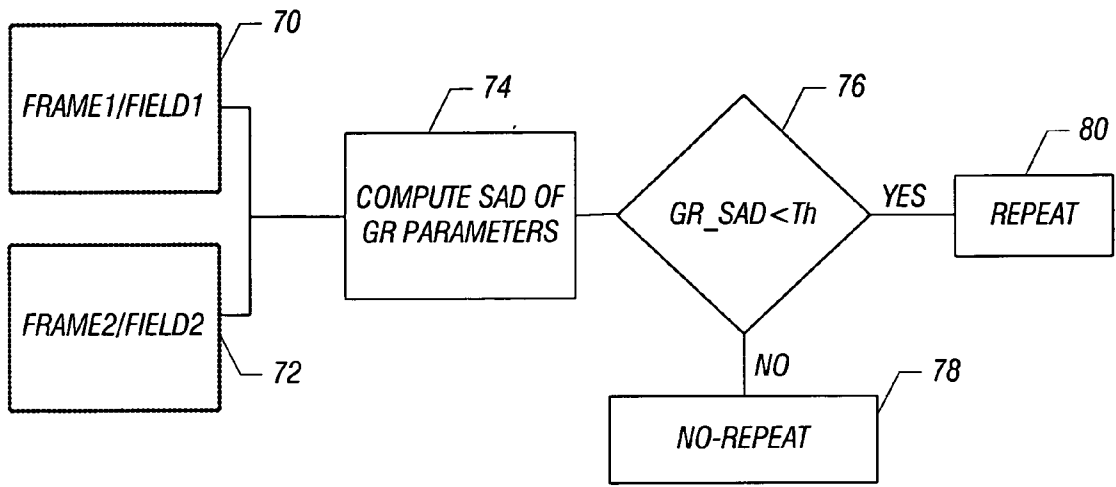 70
FRAME1/FIELD1
FRAME2/FIELD2
72
74
COMPUTE SAD OF
GR PARAMETERS
76
GR_SAD<Th
YES
80
REPEAT
NO
78
NO-REPEAT